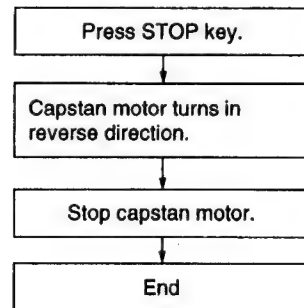 Press STOP key.
Capstan motor turns in
reverse direction.
Stop capstan motor.
End